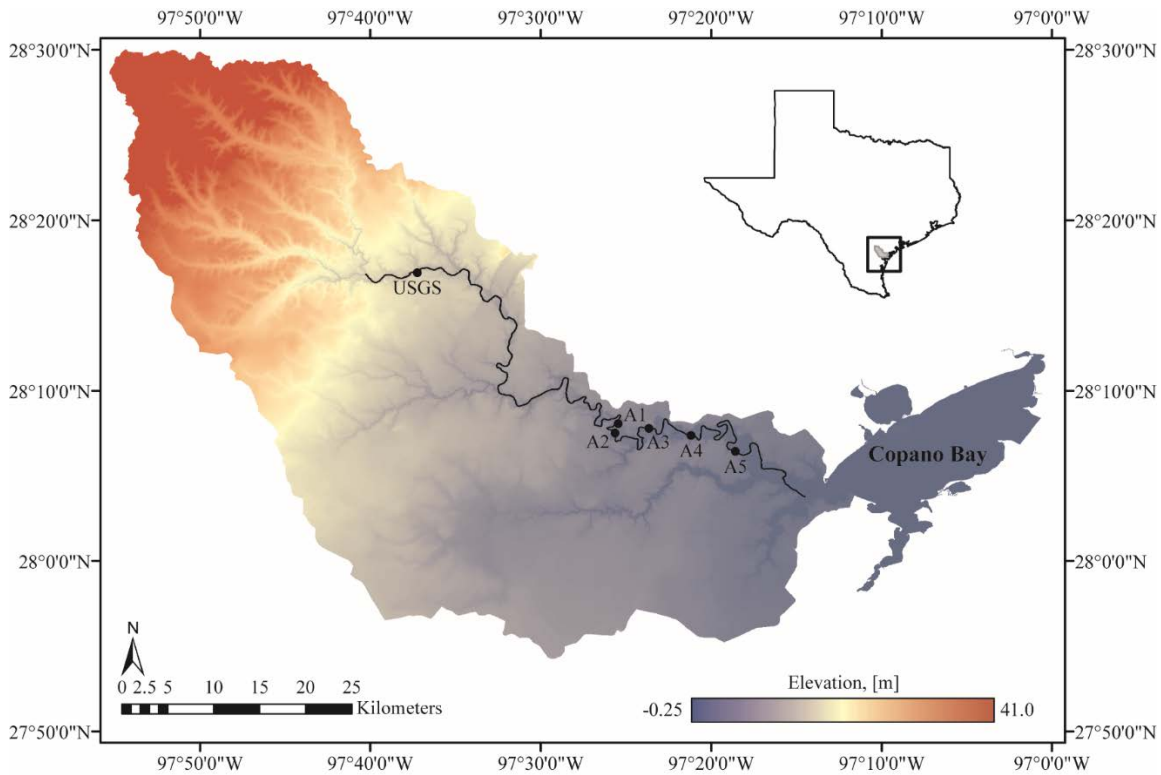 97°50'0"W 97°40'0"W 97°30'0"W 97°20'0"W 97°10'0"W 97°0'0"W
28°30'0"N 28°30'0"N
28°20'0"N 28°20'0"N
USGS
28°10'0"N 28°10'0"N
A1
A2 A3 A4 A5
Copano Bay
28°0'0"N 28°0'0"N
N
0 2.5 5 10 15 20 25
Kilometers
Elevation, [m]
-0.25 41.0
27°50'0"N 27°50'0"N
97°50'0"W 97°40'0"W 97°30'0"W 97°20'0"W 97°10'0"W 97°0'0"W